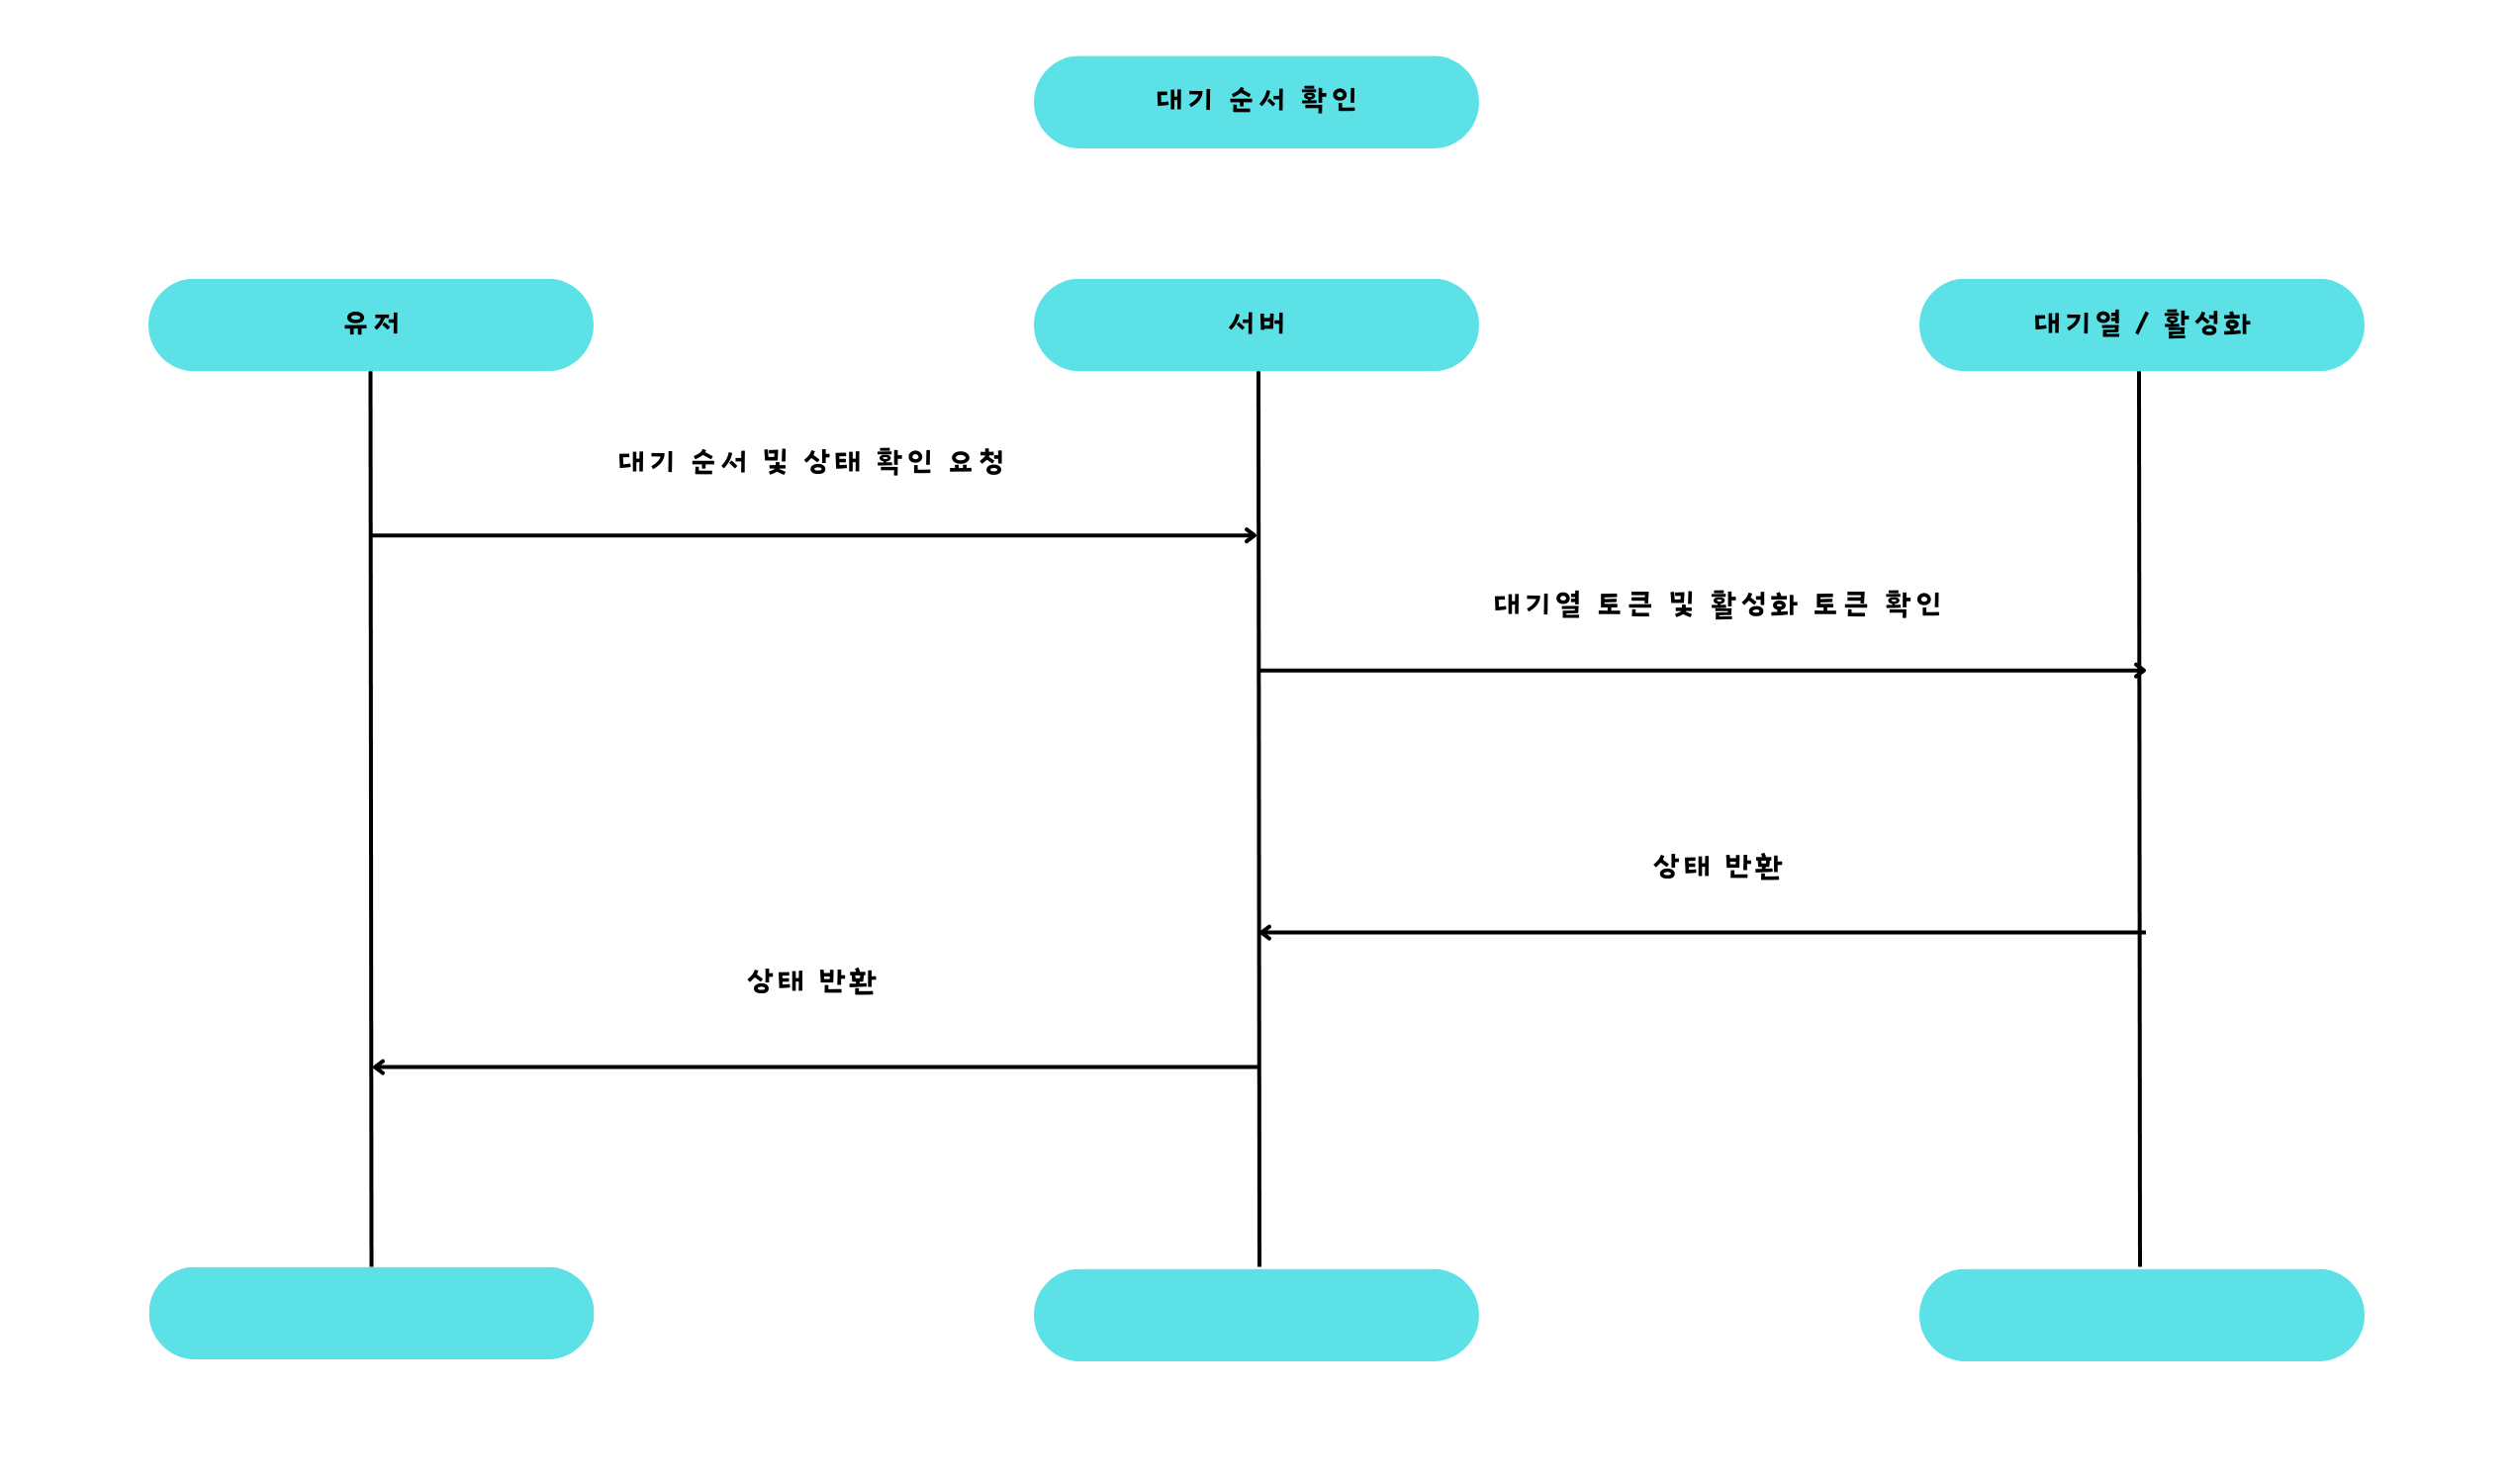 대기 순서 확인
유저
서버
대기열 / 활성화
대기 순서 및 상태 확인 요청
대기열 토큰 및 활성화 토큰 확인
상태 반환
상태 반환